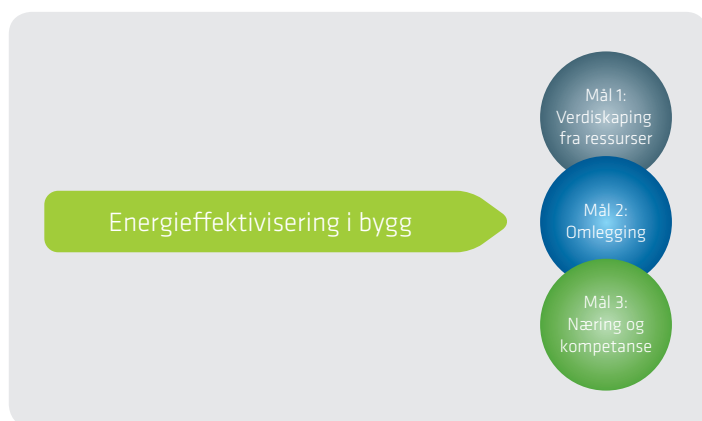 Mål 1:
Verdiskaping
fra ressurser
Energieffektivisering i bygg
Mål 2:
Omlegging
Mål 3:
Næring og
kompetanse